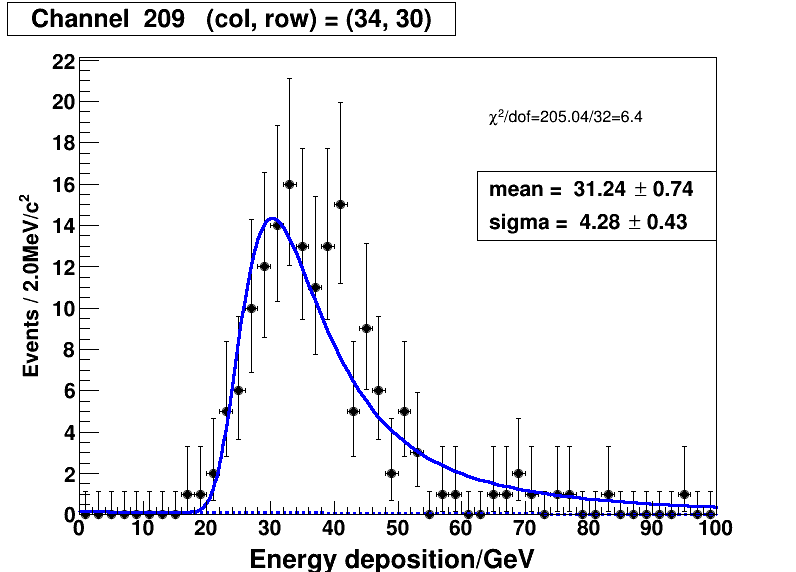 Channel  209   (col, row) = (34, 30)
χ²/dof=205.04/32=6.4
mean =  31.24 ± 0.74
sigma =  4.28 ± 0.43
Events / 2.0MeV/c²
22
20
18
16
14
12
10
8
6
4
2
0
0 10 20 30 40 50 60 70 80 90 100
Energy deposition/GeV